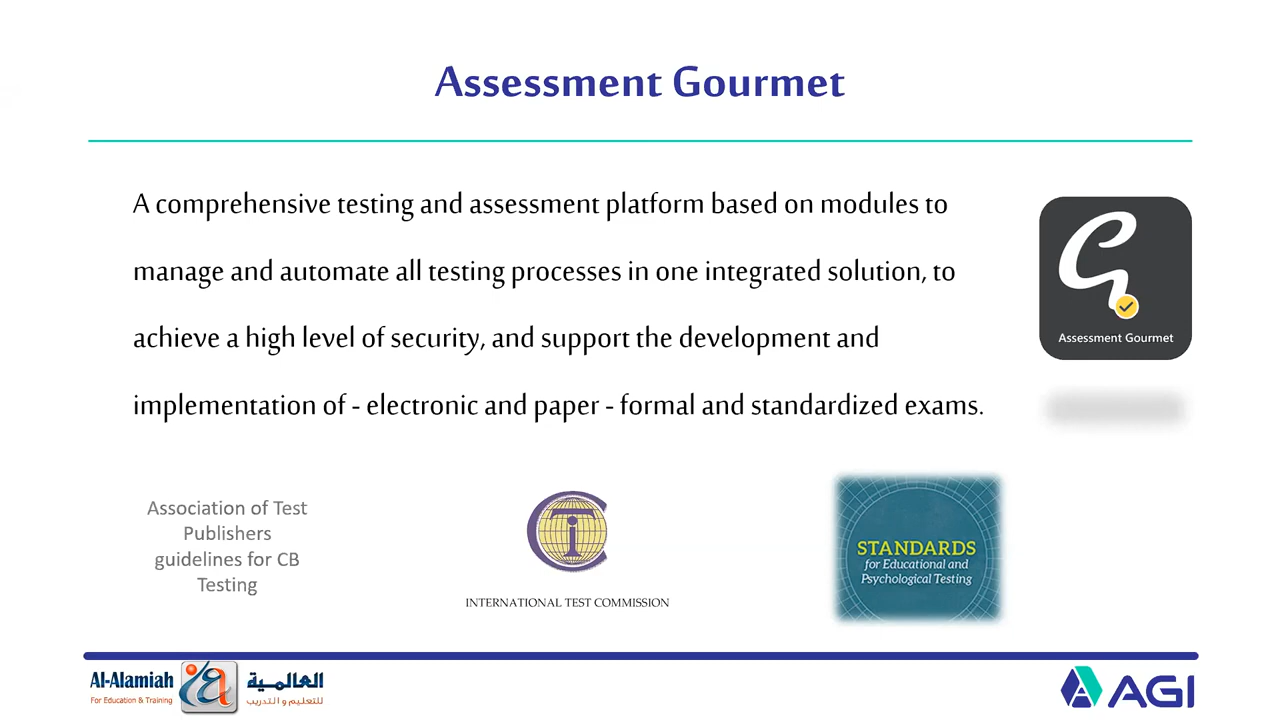 Assessment Gourmet
A comprehensive testing and assessment platform based on modules to
manage and automate all testing processes in one integrated solution, to
achieve a high level of security, and support the development and
implementation of - electronic and paper - formal and standardized exams.
Assessment Gourmet
Association of Test
Publishers
guidelines for CB
Testing
INTERNATIONAL TEST COMMISSION
STANDARDS
for Educational and
Psychological Testing
Al-Alamiah
For Education & Training
العالمية
للتعليم و التدريب
AGI